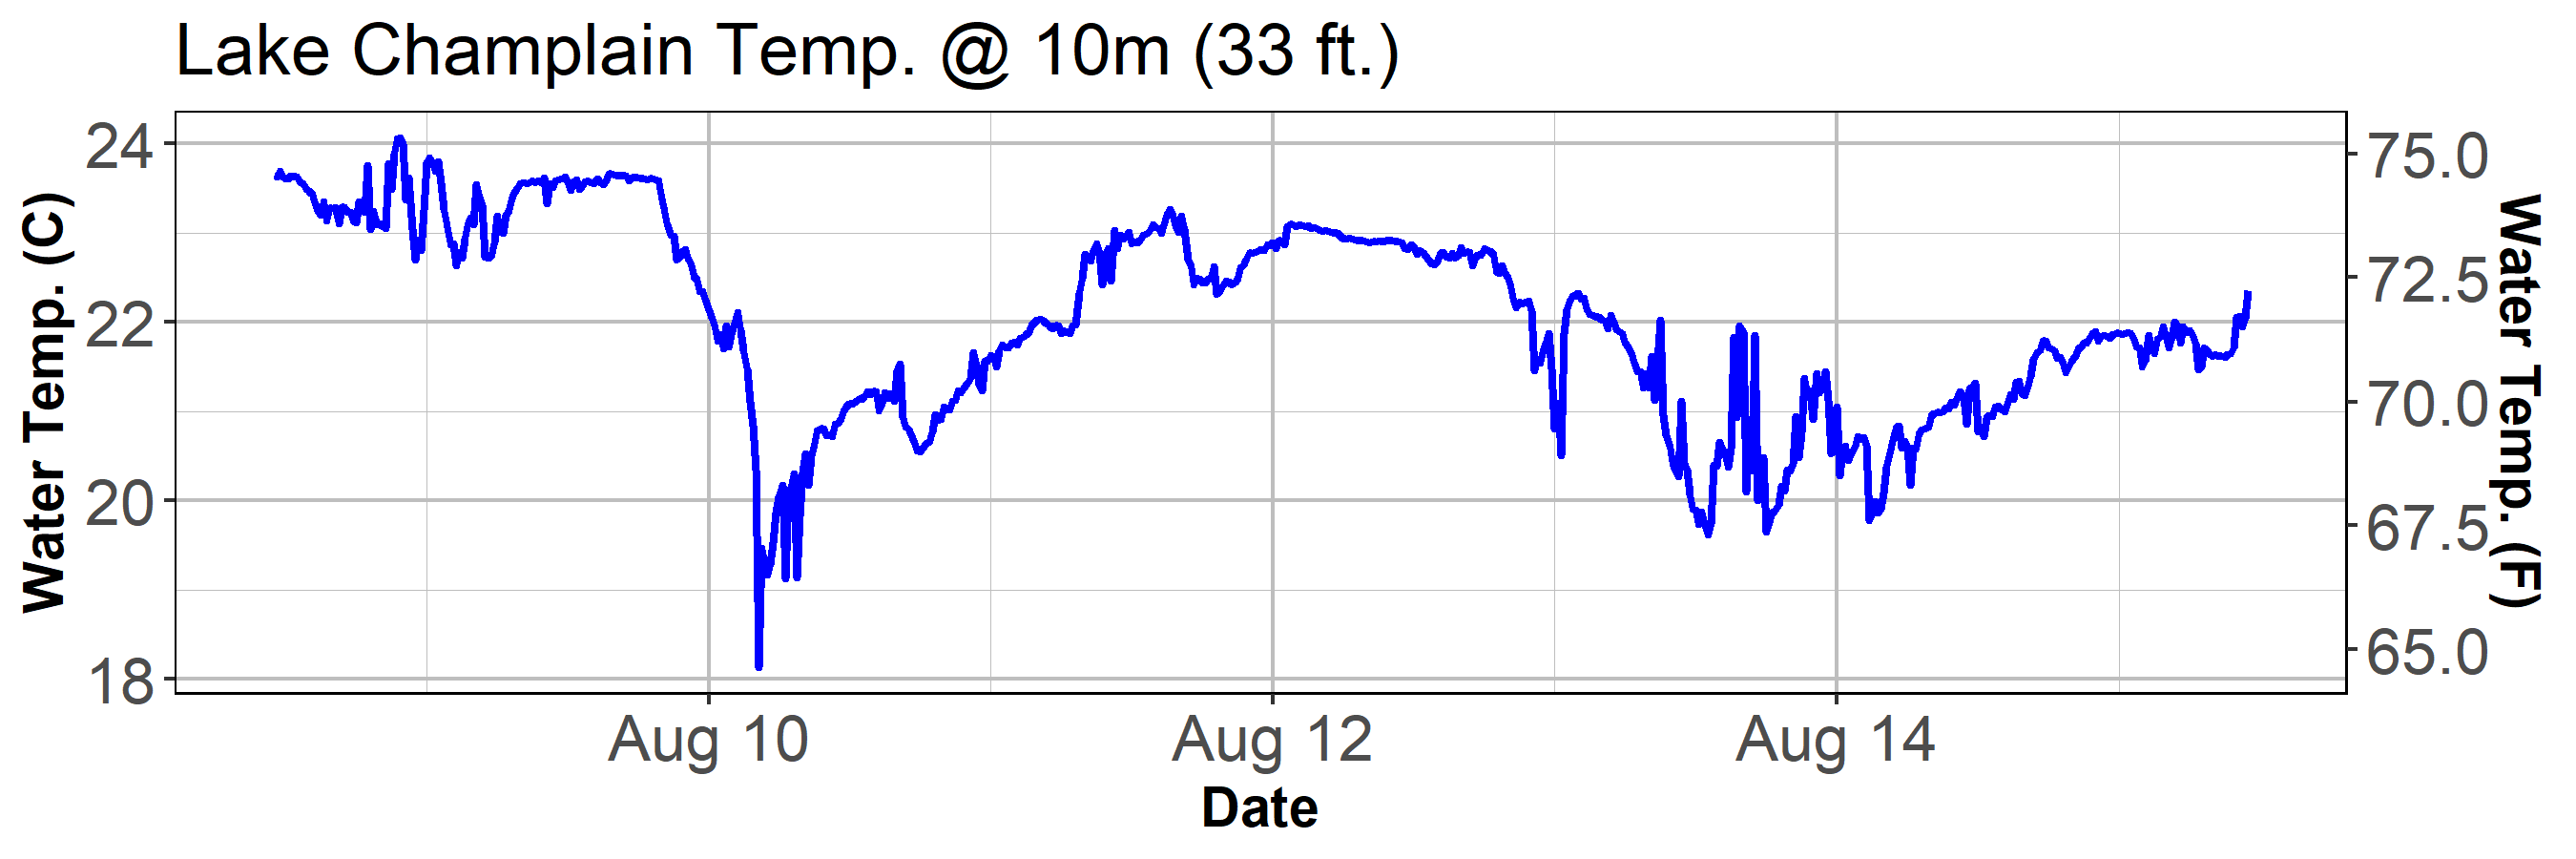 Lake Champlain Temp. @ 10m (33 ft.)
Water Temp. (C)
24
22
20
18
75.0
72.5
70.0
67.5
65.0
Water Temp. (F)
Aug 10
Aug 12
Aug 14
Date